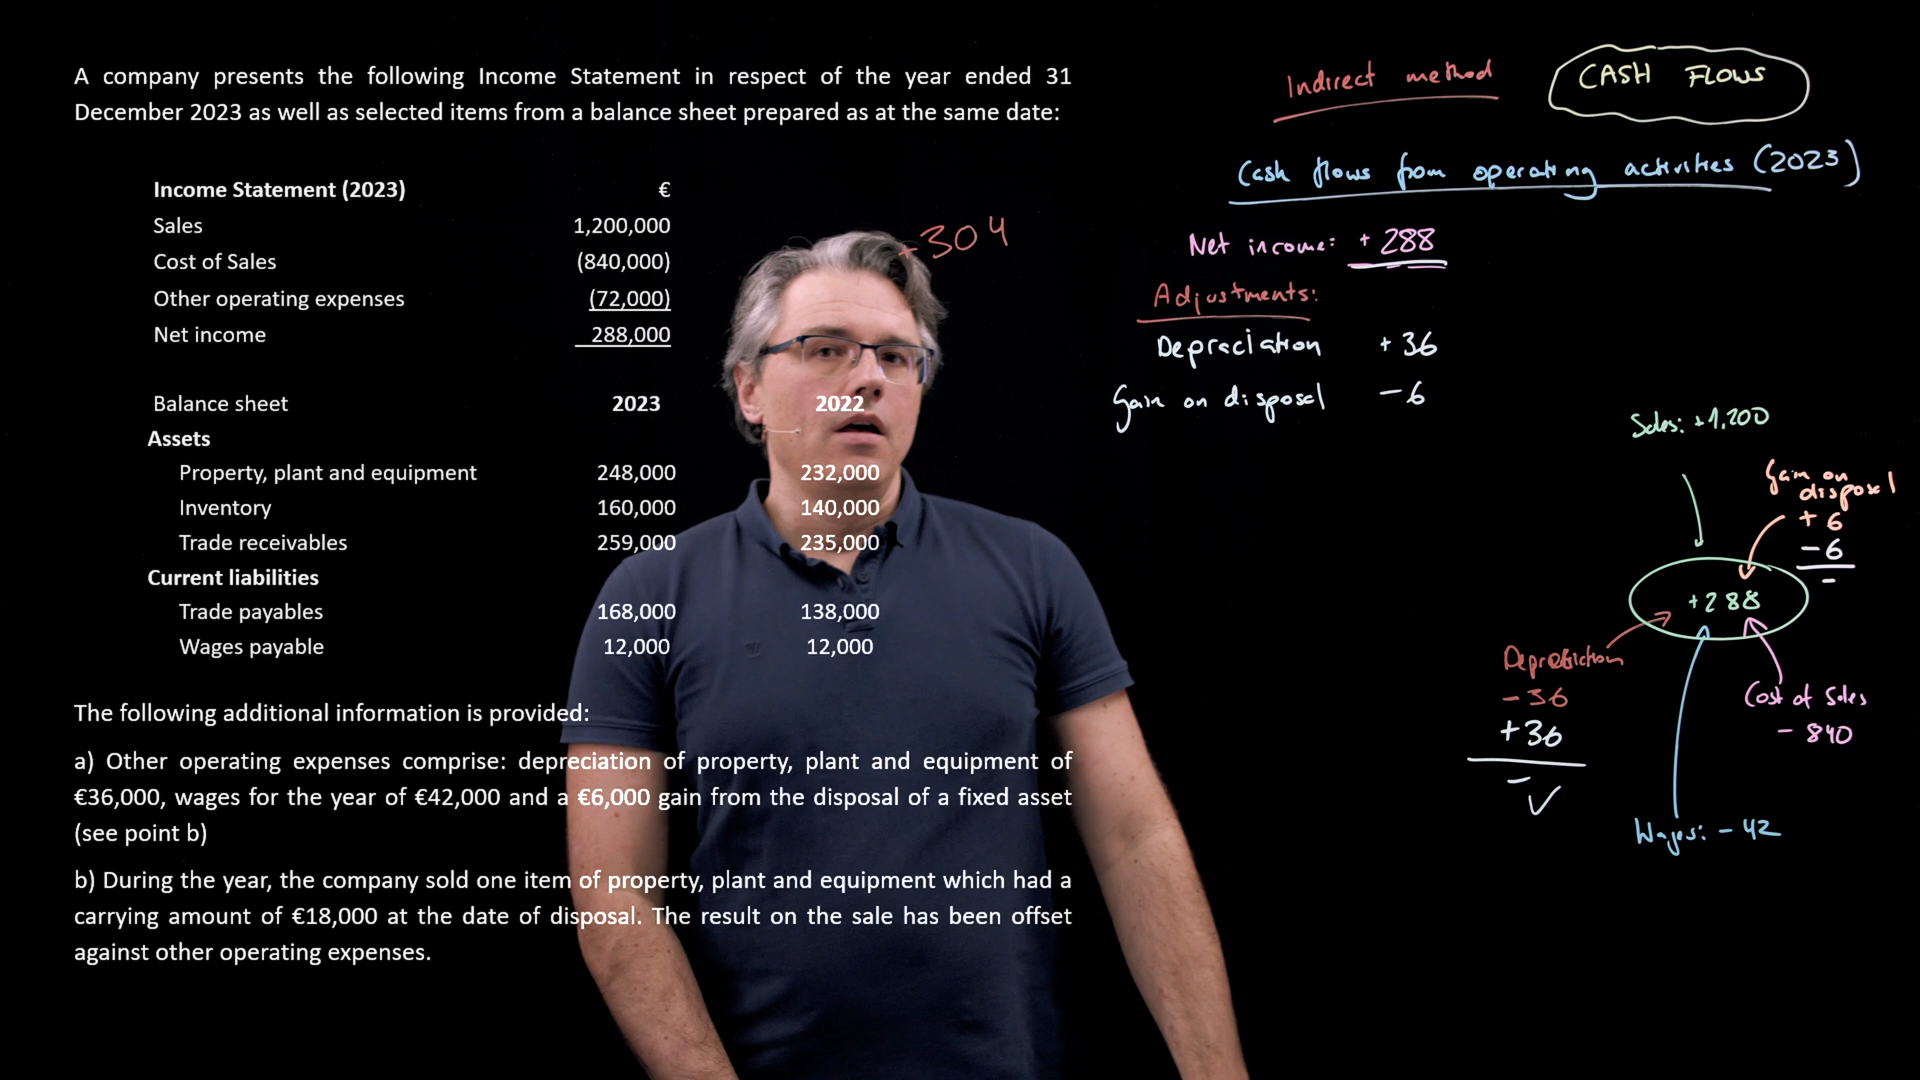 A company presents the following Income Statement in respect of the year ended 31
December 2023 as well as selected items from a balance sheet prepared as at the same date:
Income Statement (2023) €
Sales 1,200,000
Cost of Sales (840,000)
Other operating expenses (72,000)
Net income 288,000
Balance sheet 2023 2022
Assets
Property, plant and equipment 248,000 232,000
Inventory 160,000 140,000
Trade receivables 259,000 235,000
Current liabilities
Trade payables 168,000 138,000
Wages payable 12,000 12,000
The following additional information is provided:
a) Other operating expenses comprise: depreciation of property, plant and equipment of
€36,000, wages for the year of €42,000 and a €6,000 gain from the disposal of a fixed asset
(see point b)
b) During the year, the company sold one item of property, plant and equipment which had a
carrying amount of €18,000 at the date of disposal. The result on the sale has been offset
against other operating expenses.
+304
Indirect method
CASH FLOWS
Cash flows from operating activities (2023)
Net income: + 288
Adjustments:
Depreciation + 36
Gain on disposal - 6
Sales: +1,200
Gain on
disposal
+ 6
- 6
-
+288
Depreciction
- 36
+36
-
Cost of Sales
- 840
Wages: - 42